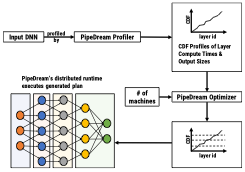 CDF
layer id
Input DNN
profiled
by
PipeDream Profiler
CDF Profiles of Layer
Compute Times &
Output Sizes
PipeDream's distributed runtime
executes generated plan
# of
machines
PipeDream Optimizer
CDF
layer id